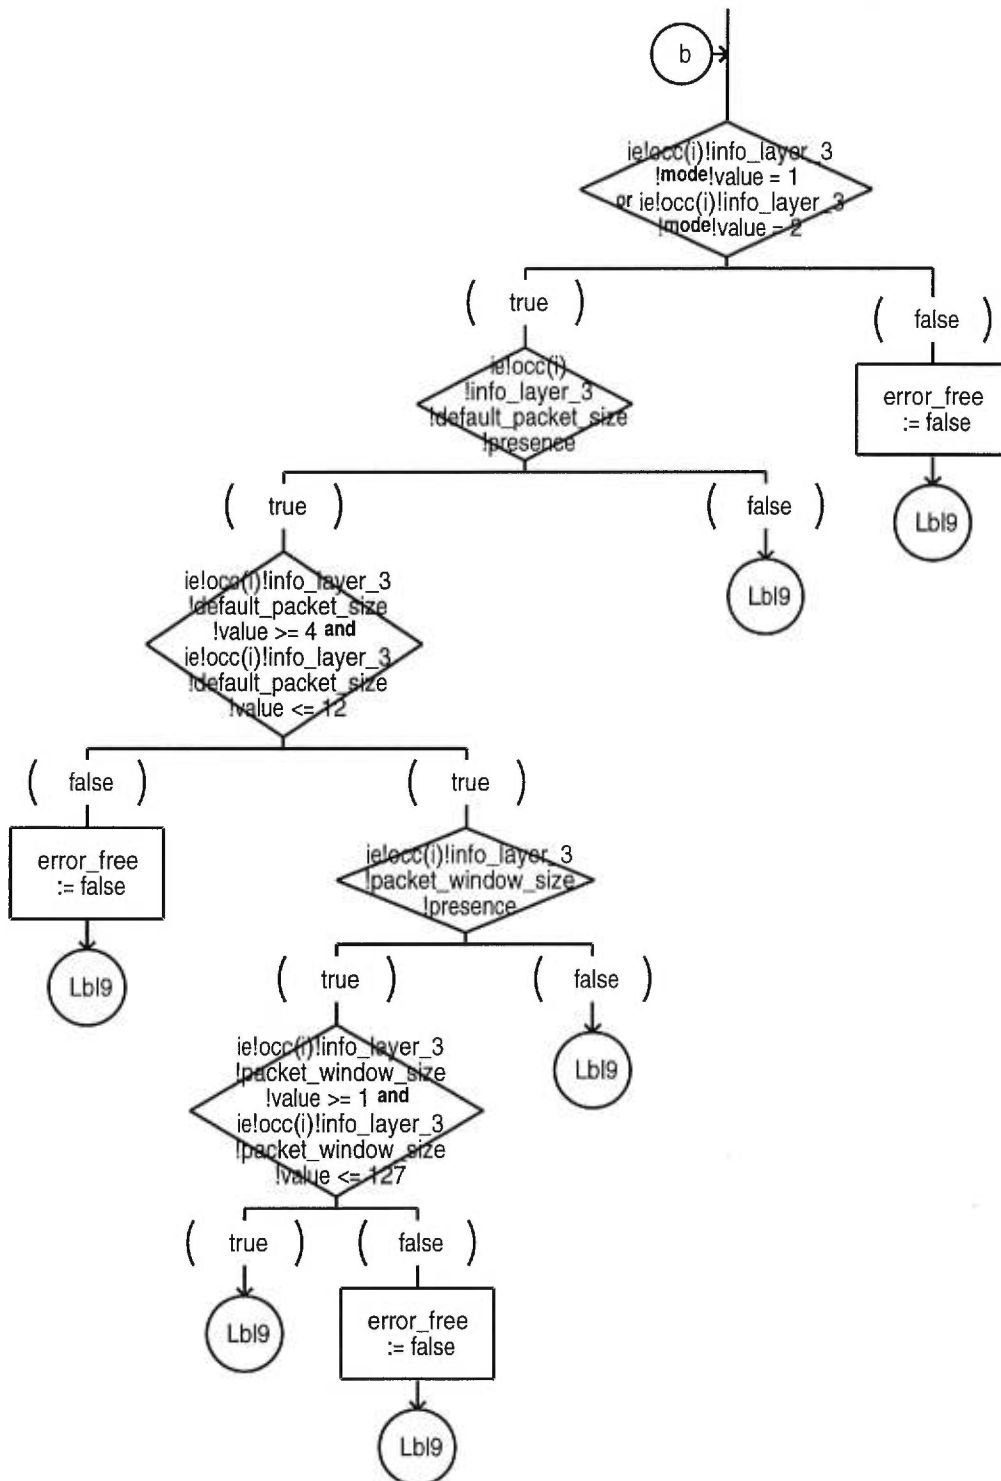 b
ie!occ(i)!info_layer_3
!mode!value = 1
or ie!occ(i)!info_layer_3
!mode!value = 2
( true )
( false )
ie!occ(i)
!info_layer_3
!default_packet_size
!presence
error_free
:= false
Lbl9
( true )
( false )
Lbl9
ie!occ(i)!info_layer_3
!default_packet_size
!value >= 4 and
ie!occ(i)!info_layer_3
!default_packet_size
!value <= 12
( false )
( true )
error_free
:= false
Lbl9
ie!occ(i)!info_layer_3
!packet_window_size
!presence
( true )
( false )
Lbl9
ie!occ(i)!info_layer_3
!packet_window_size
!value >= 1 and
ie!occ(i)!info_layer_3
!packet_window_size
!value <= 127
( true )
( false )
Lbl9
error_free
:= false
Lbl9